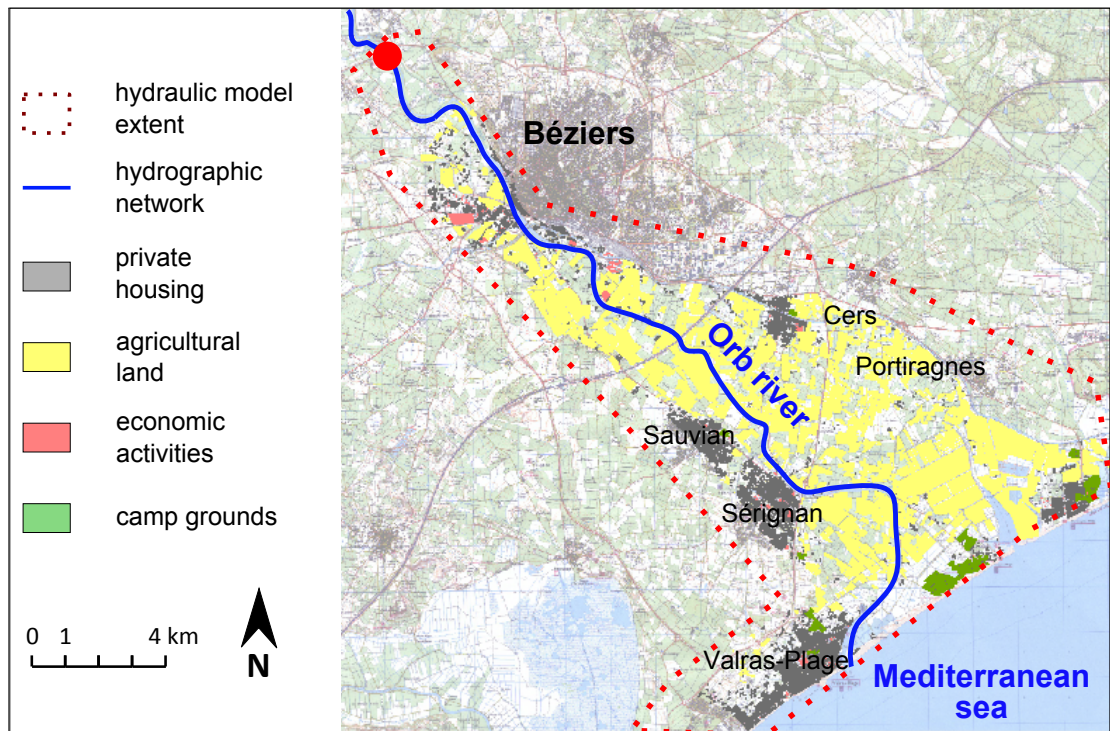 hydraulic model
extent
hydrographic
network
private
housing
agricultural
land
economic
activities
camp grounds
0 1 4 km
N
Béziers
Cers
Orb river
Portiragnes
Sauvian
Sérignan
Valras-Plage
Mediterranean
sea